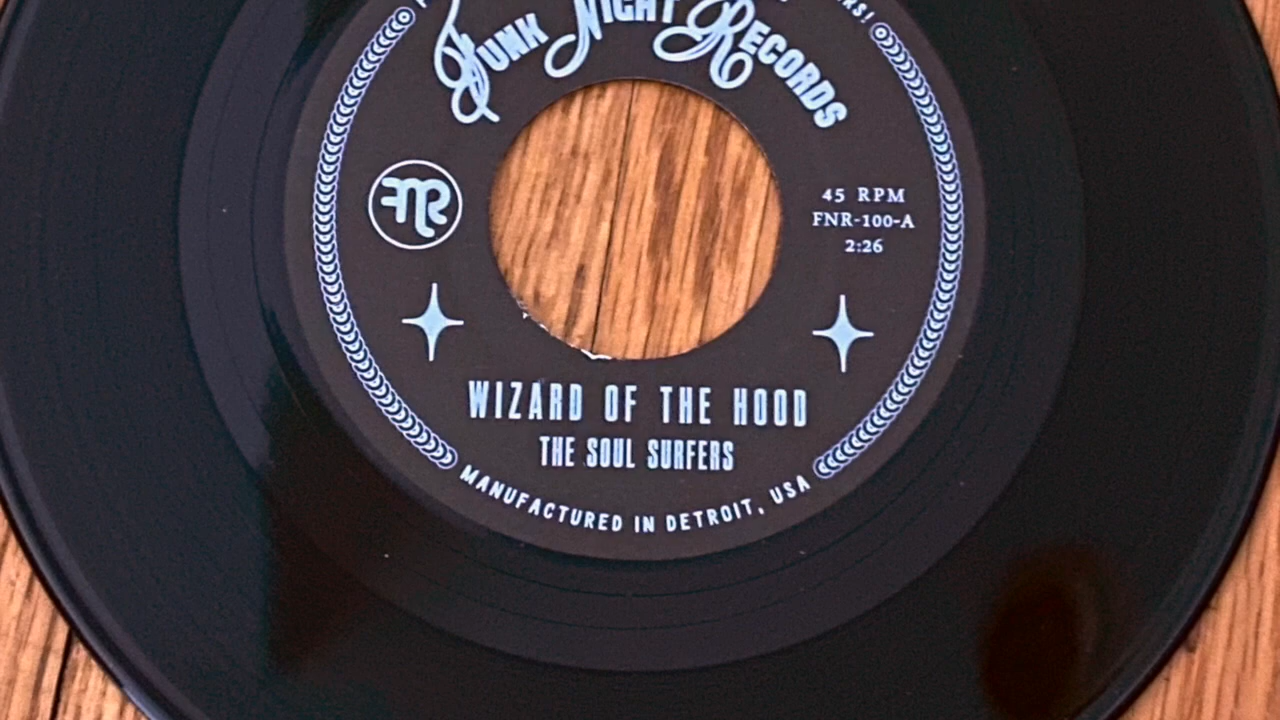 Funk Night Records
FNR
45 RPM
FNR-100-A
2:26
WIZARD OF THE HOOD
THE SOUL SURFERS
MANUFACTURED IN DETROIT, USA